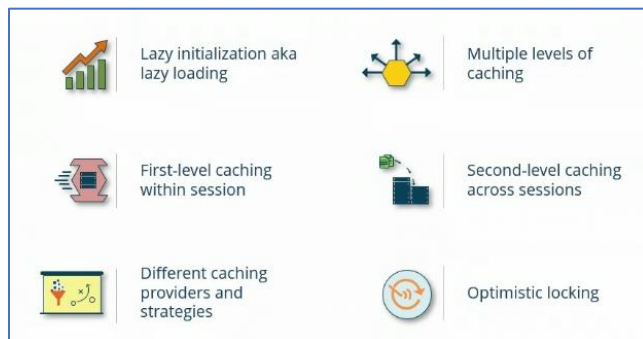 Lazy initialization aka
lazy loading
Multiple levels of
caching
First-level caching
within session
Second-level caching
across sessions
Different caching
providers and
strategies
Optimistic locking